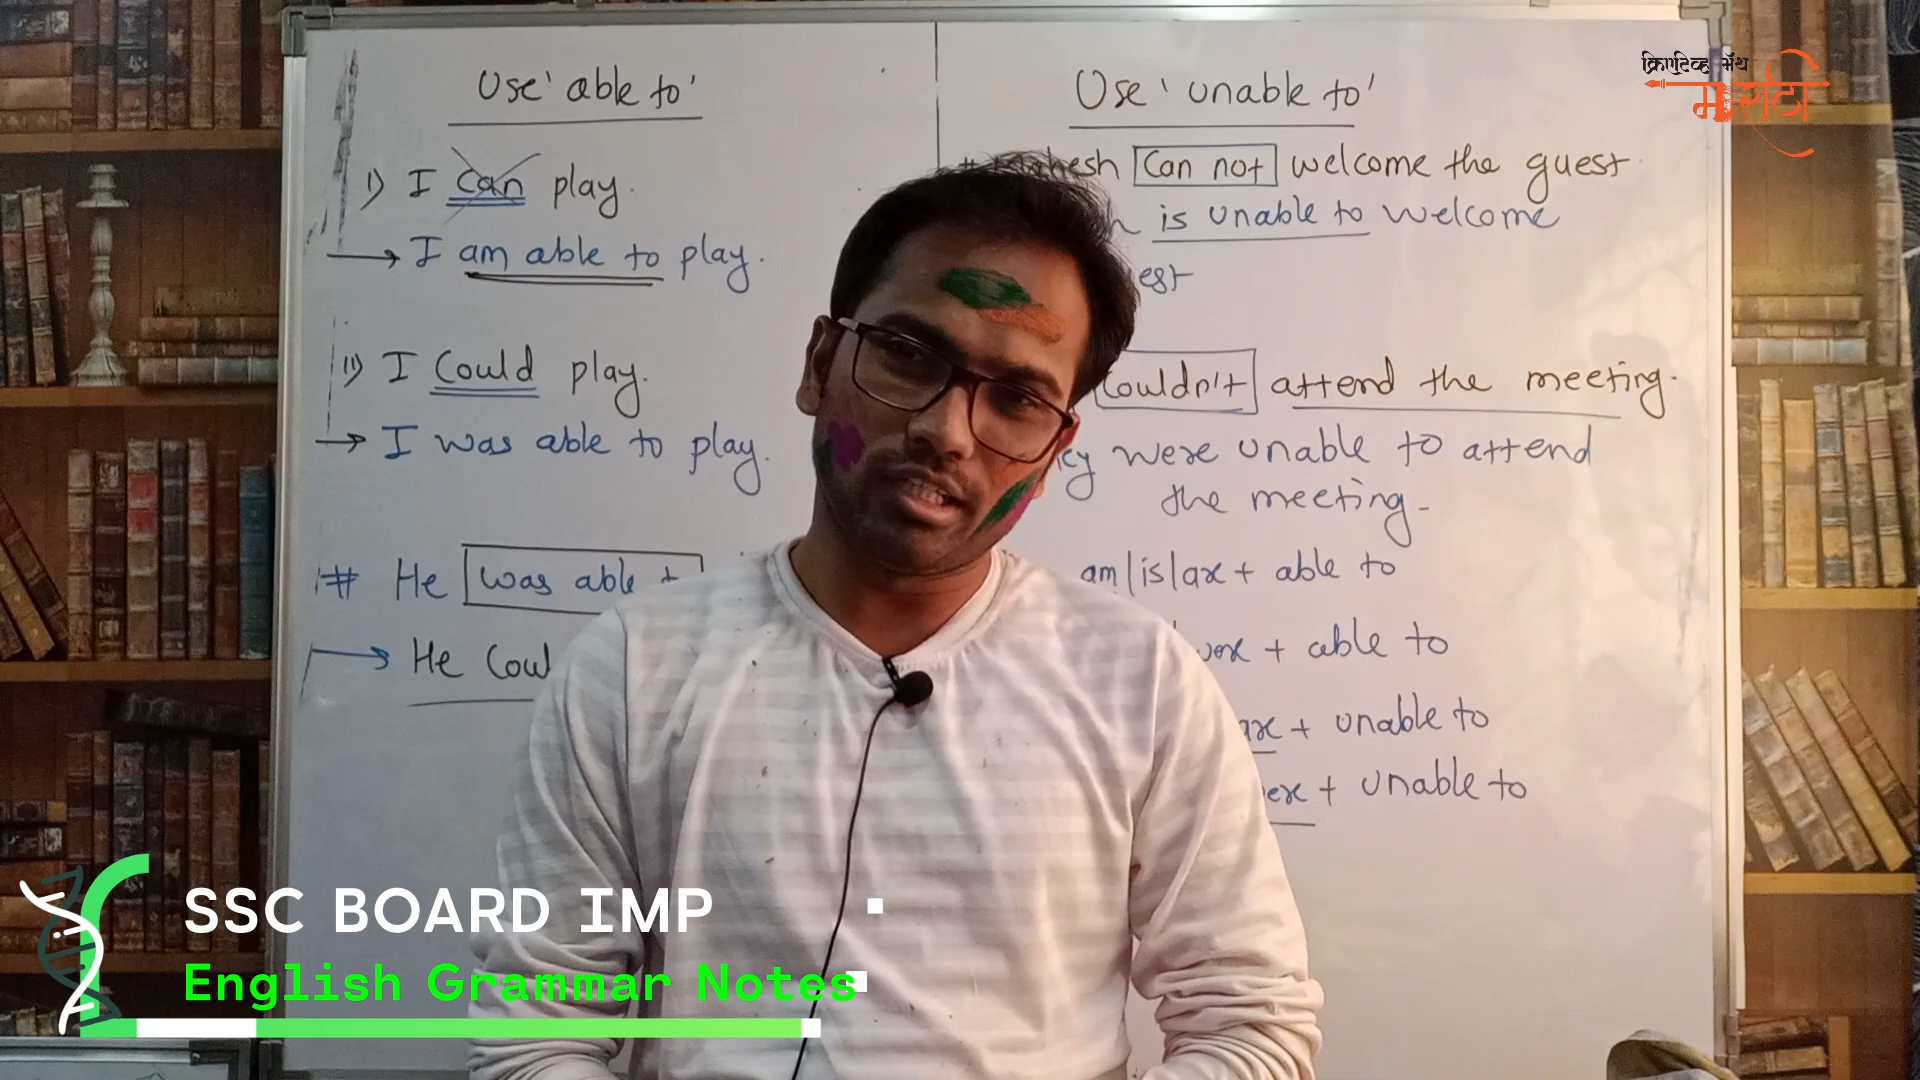 Use 'able to'
i) I can play.
I am able to play.
ii) I Could play.
I was able to play.
# He was able
He
Use 'unable to'
Can not welcome the guest
is unable to welcome
couldn't attend the meeting.
were unable to attend
the meeting.
am/is/are + able to
+ able to
+ unable to
+ unable to
क्रिएटिव्ह मॅथ
मराठी
SSC BOARD IMP
English Grammar Notes